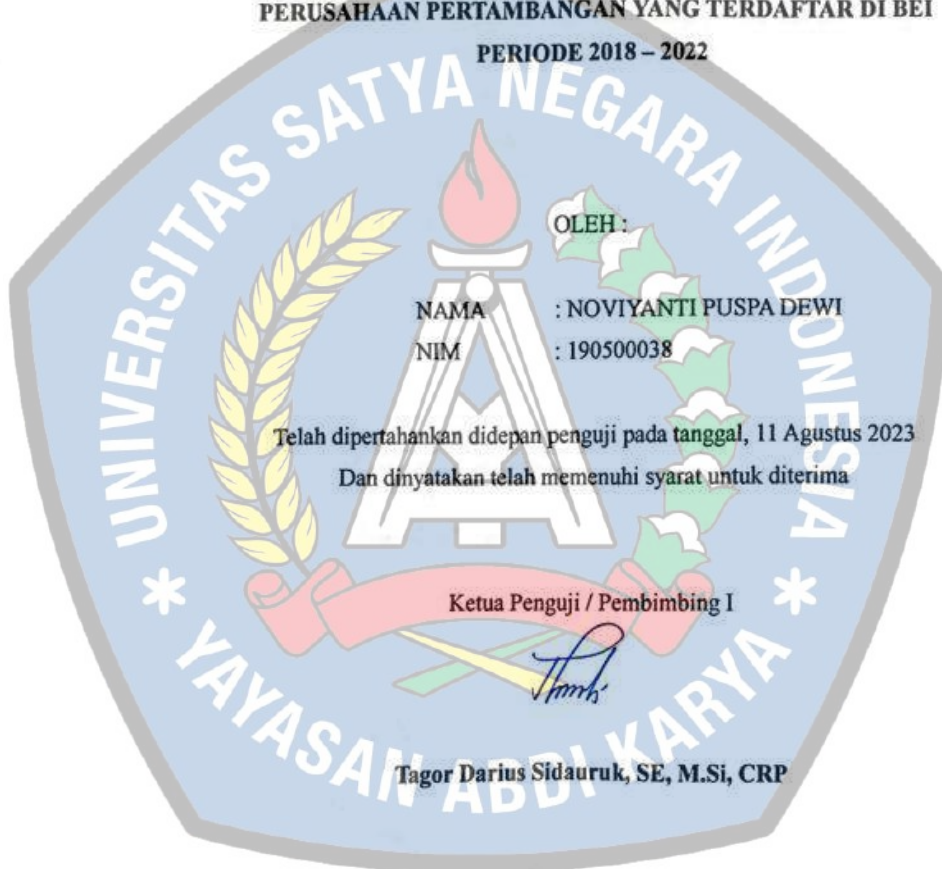 PERUSAHAAN PERTAMBANGAN YANG TERDAFTAR DI BEI
PERIODE 2018 – 2022
UNIVERSITAS SATYA NEGARA INDONESIA
OLEH :
NAMA : NOVIYANTI PUSPA DEWI
NIM : 190500038
Telah dipertahankan didepan penguji pada tanggal, 11 Agustus 2023
Dan dinyatakan telah memenuhi syarat untuk diterima
Ketua Penguji / Pembimbing I
Tagor Darius Sidauruk, SE, M.Si, CRP
* YAYASAN ABDI KARYA *